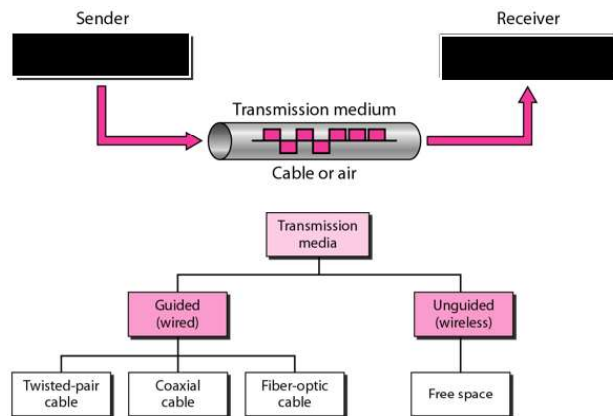 Sender
Receiver
Transmission medium
Cable or air
Transmission
media
Guided
(wired)
Unguided
(wireless)
Twisted-pair
cable
Coaxial
cable
Fiber-optic
cable
Free space